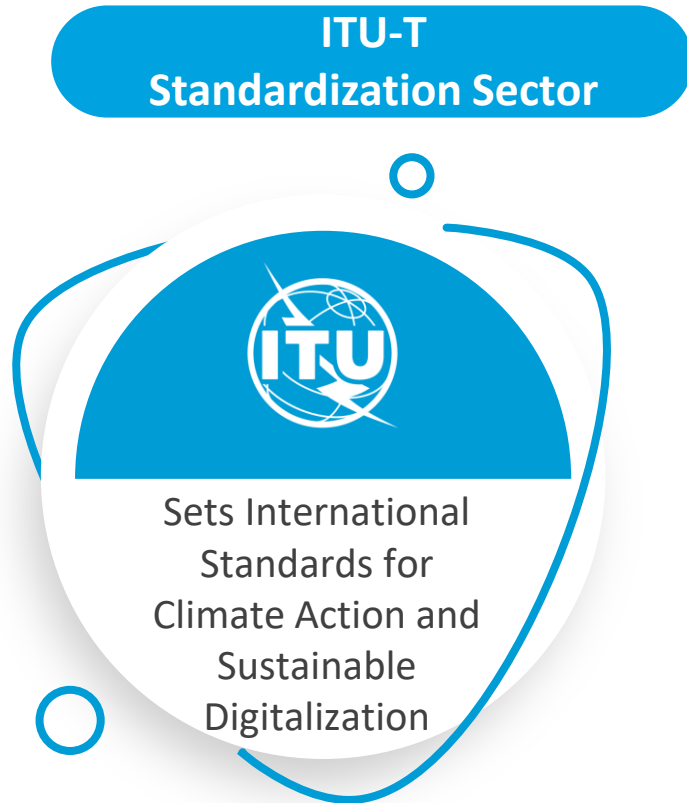 ITU-T
Standardization Sector
ITU
Sets International
Standards for
Climate Action and
Sustainable
Digitalization